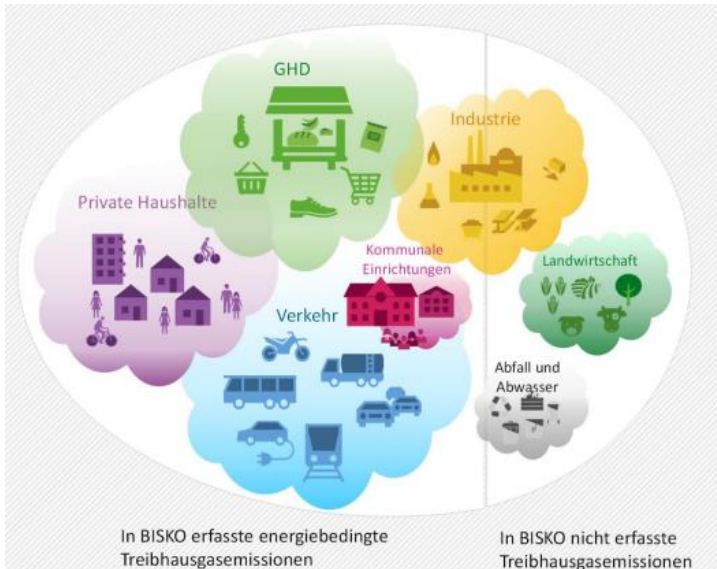 GHD
Industrie
Private Haushalte
Kommunale
Einrichtungen
Landwirtschaft
Verkehr
Abfall und
Abwasser
In BISKO erfasste energiebedingte
Treibhausgasemissionen
In BISKO nicht erfasste
Treibhausgasemissionen